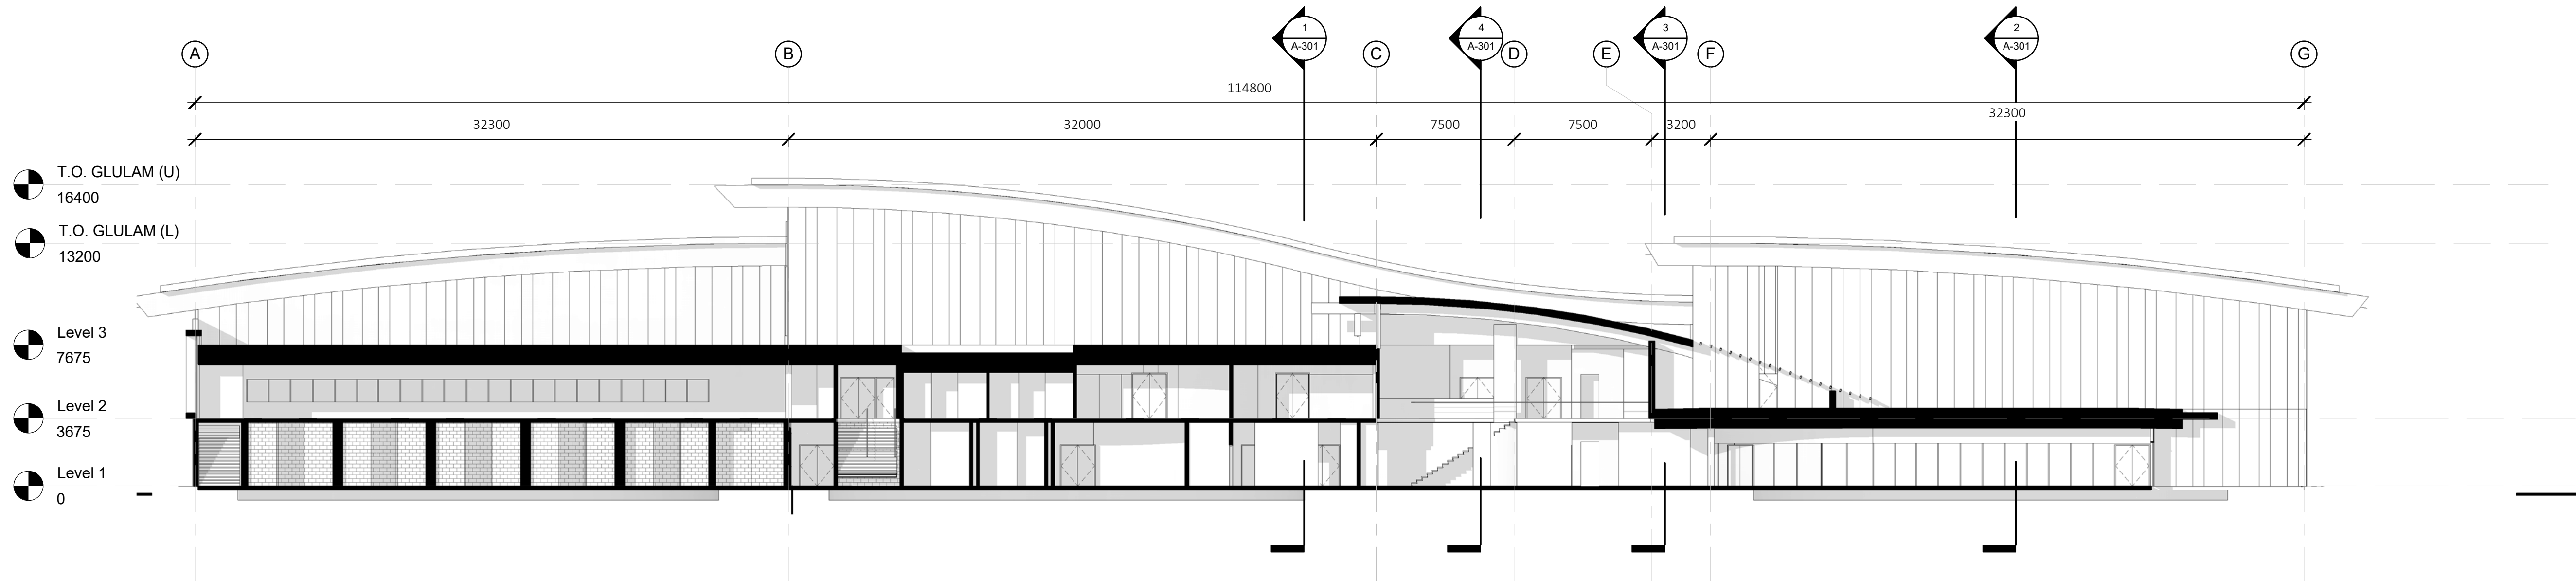 1
A-301
4
A-301
3
A-301
2
A-301
A
B
C
D
E
F
G
114800
32300
32000
7500
7500
3200
32300
T.O. GLULAM (U)
16400
T.O. GLULAM (L)
13200
Level 3
7675
Level 2
3675
Level 1
0